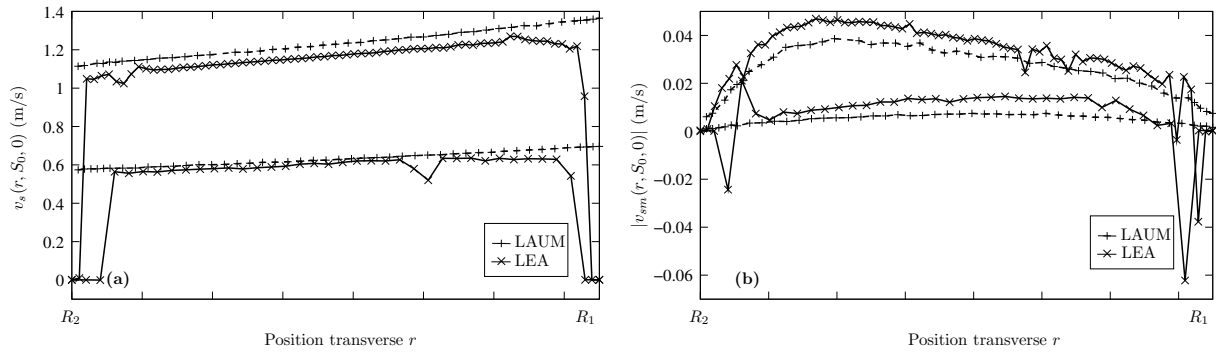 1.4
1.2
1
0.8
0.6
0.4
0.2
0
v_s(r, S_0, 0) (m/s)
(a)
LAUM
LEA
R_2
R_1
Position transverse r
0.04
0.02
0
−0.02
−0.04
−0.06
|v_{sm}(r, S_0, 0)| (m/s)
(b)
LAUM
LEA
R_2
R_1
Position transverse r